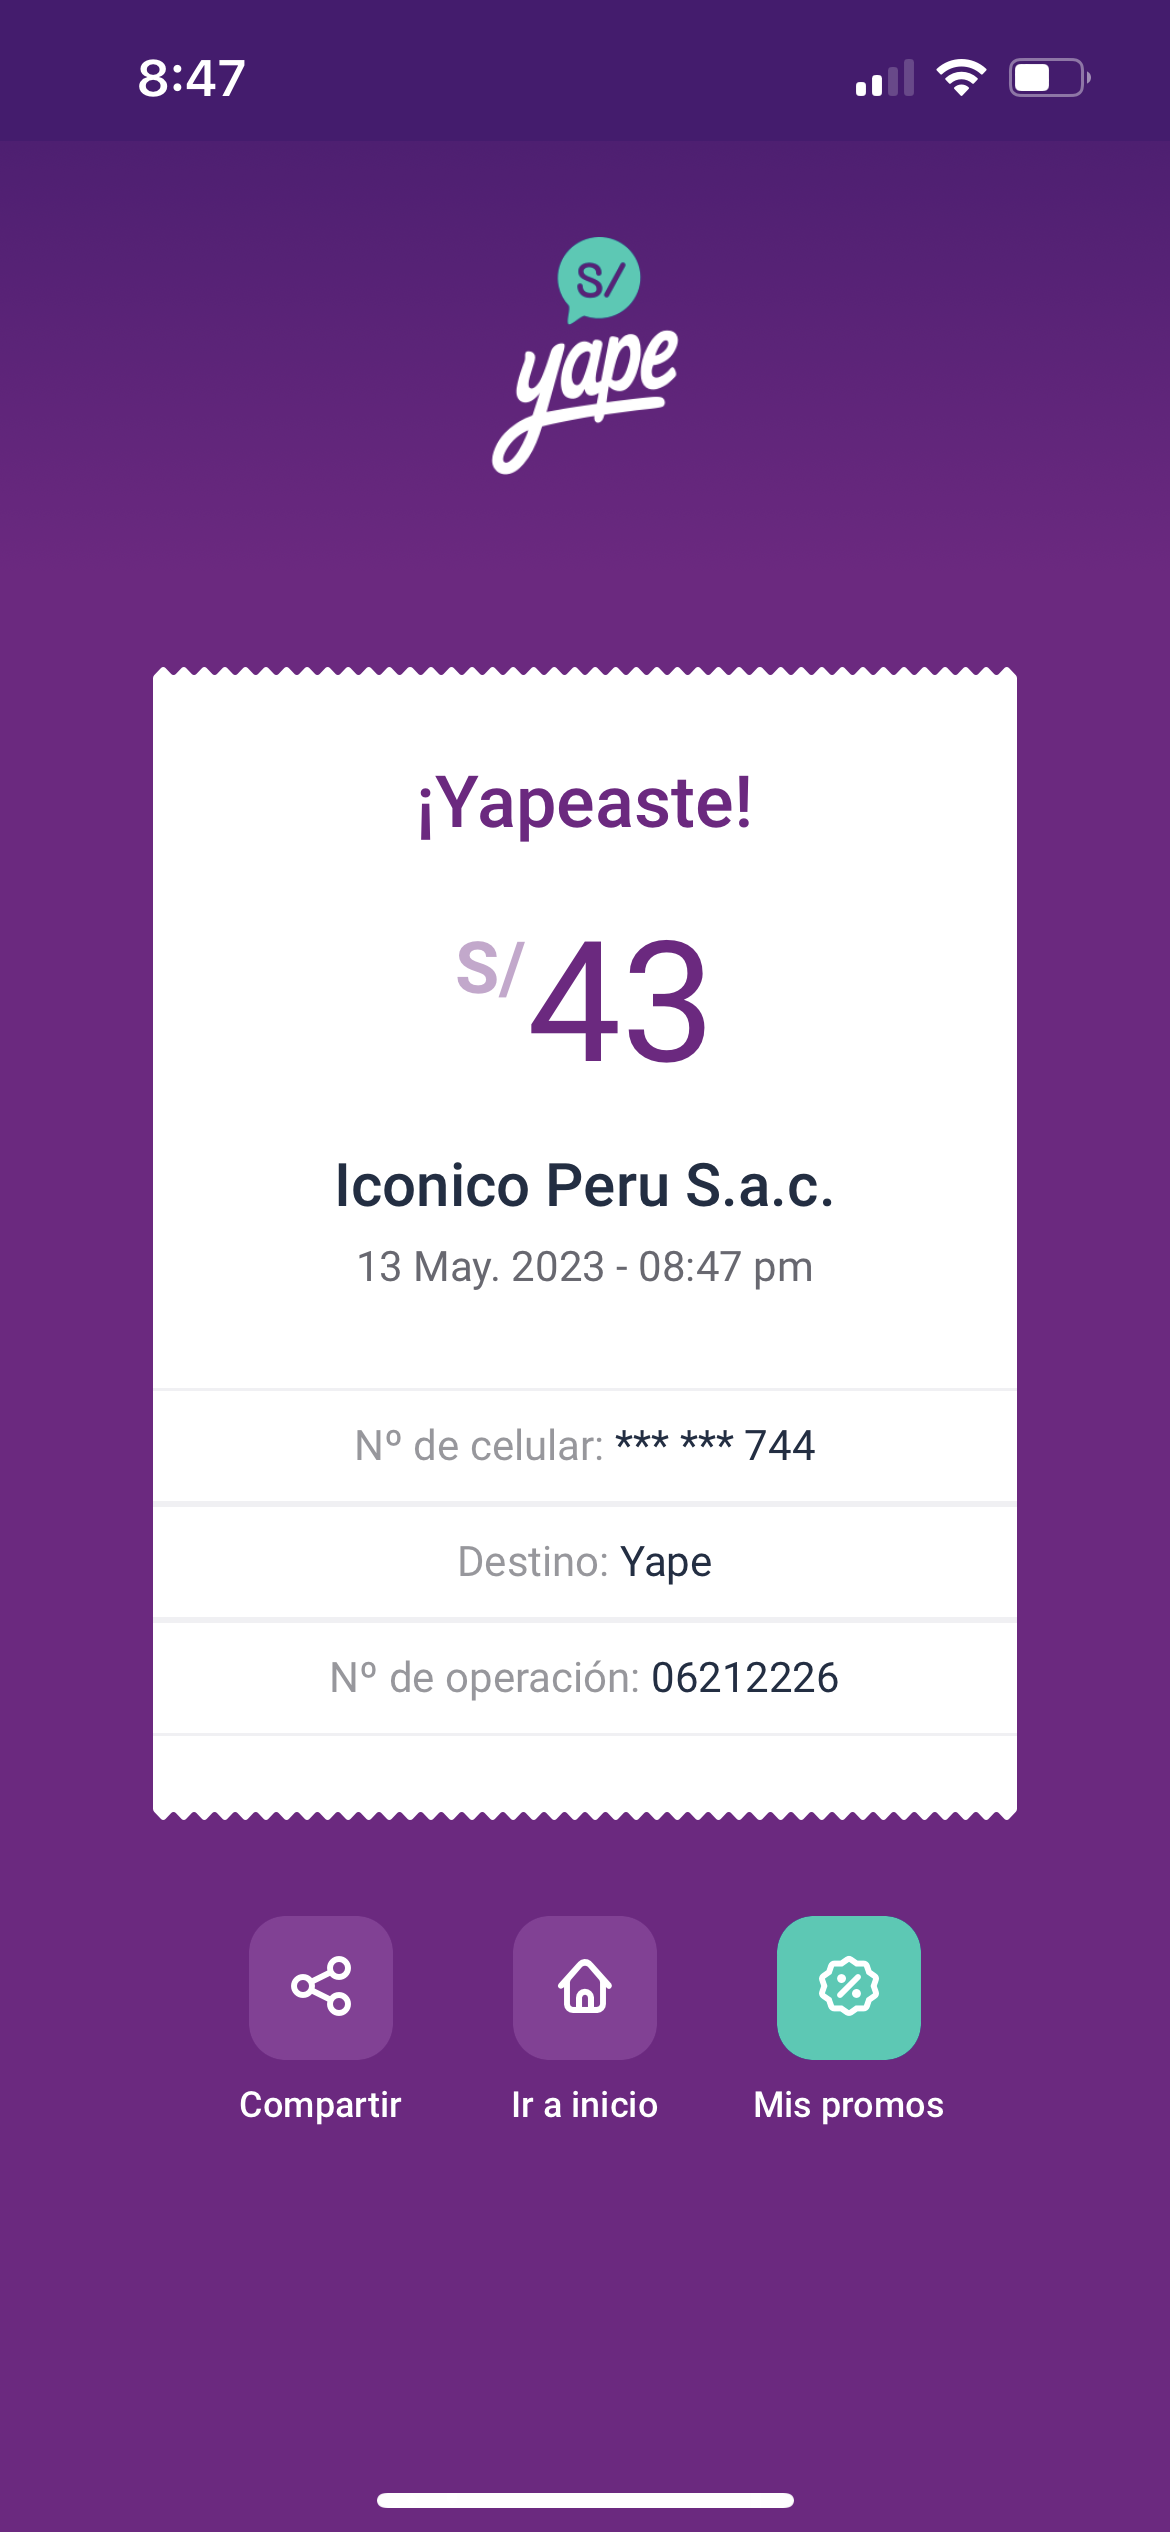 8:47
S/
yape
¡Yapeaste!
S/43
Iconico Peru S.a.c.
13 May. 2023 - 08:47 pm
Nº de celular: *** *** 744
Destino: Yape
Nº de operación: 06212226
Compartir Ir a inicio Mis promos